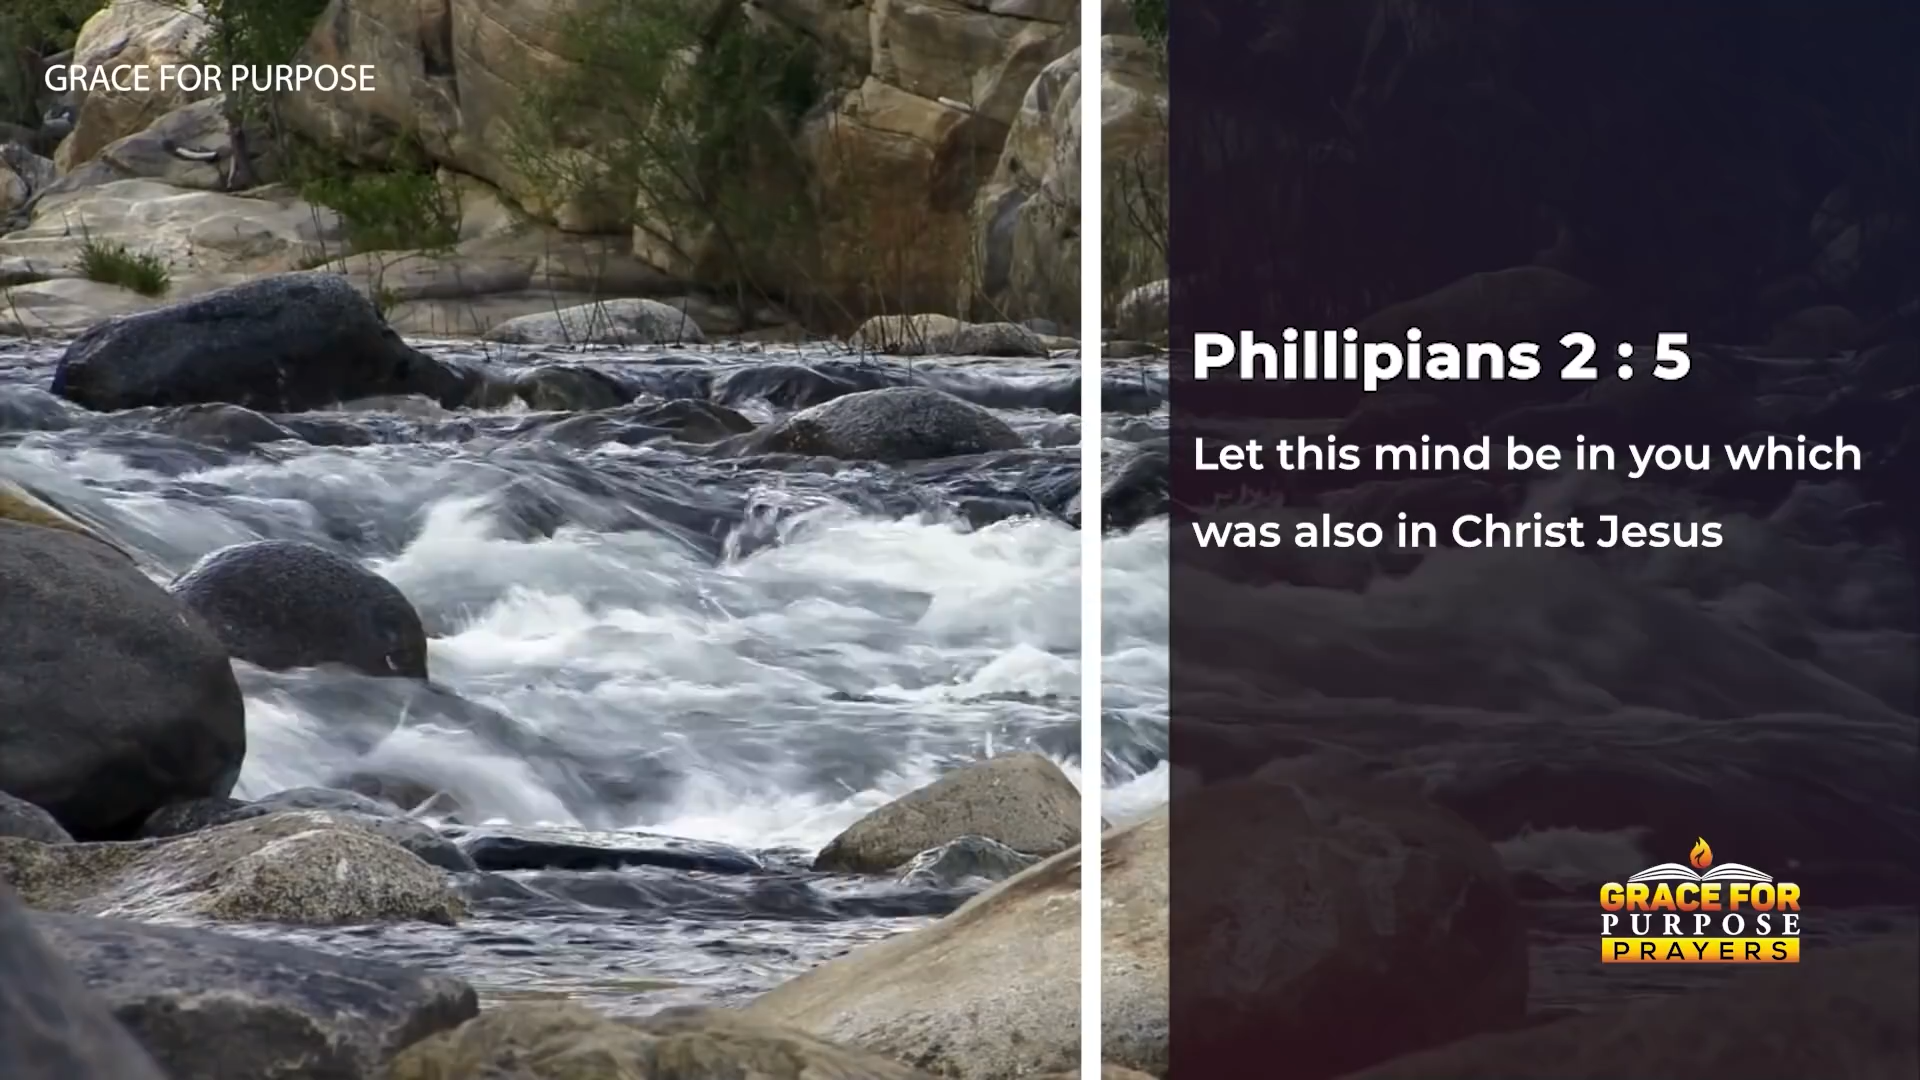 GRACE FOR PURPOSE
Phillipians 2 : 5
Let this mind be in you which
was also in Christ Jesus
GRACE FOR
PURPOSE
PRAYERS